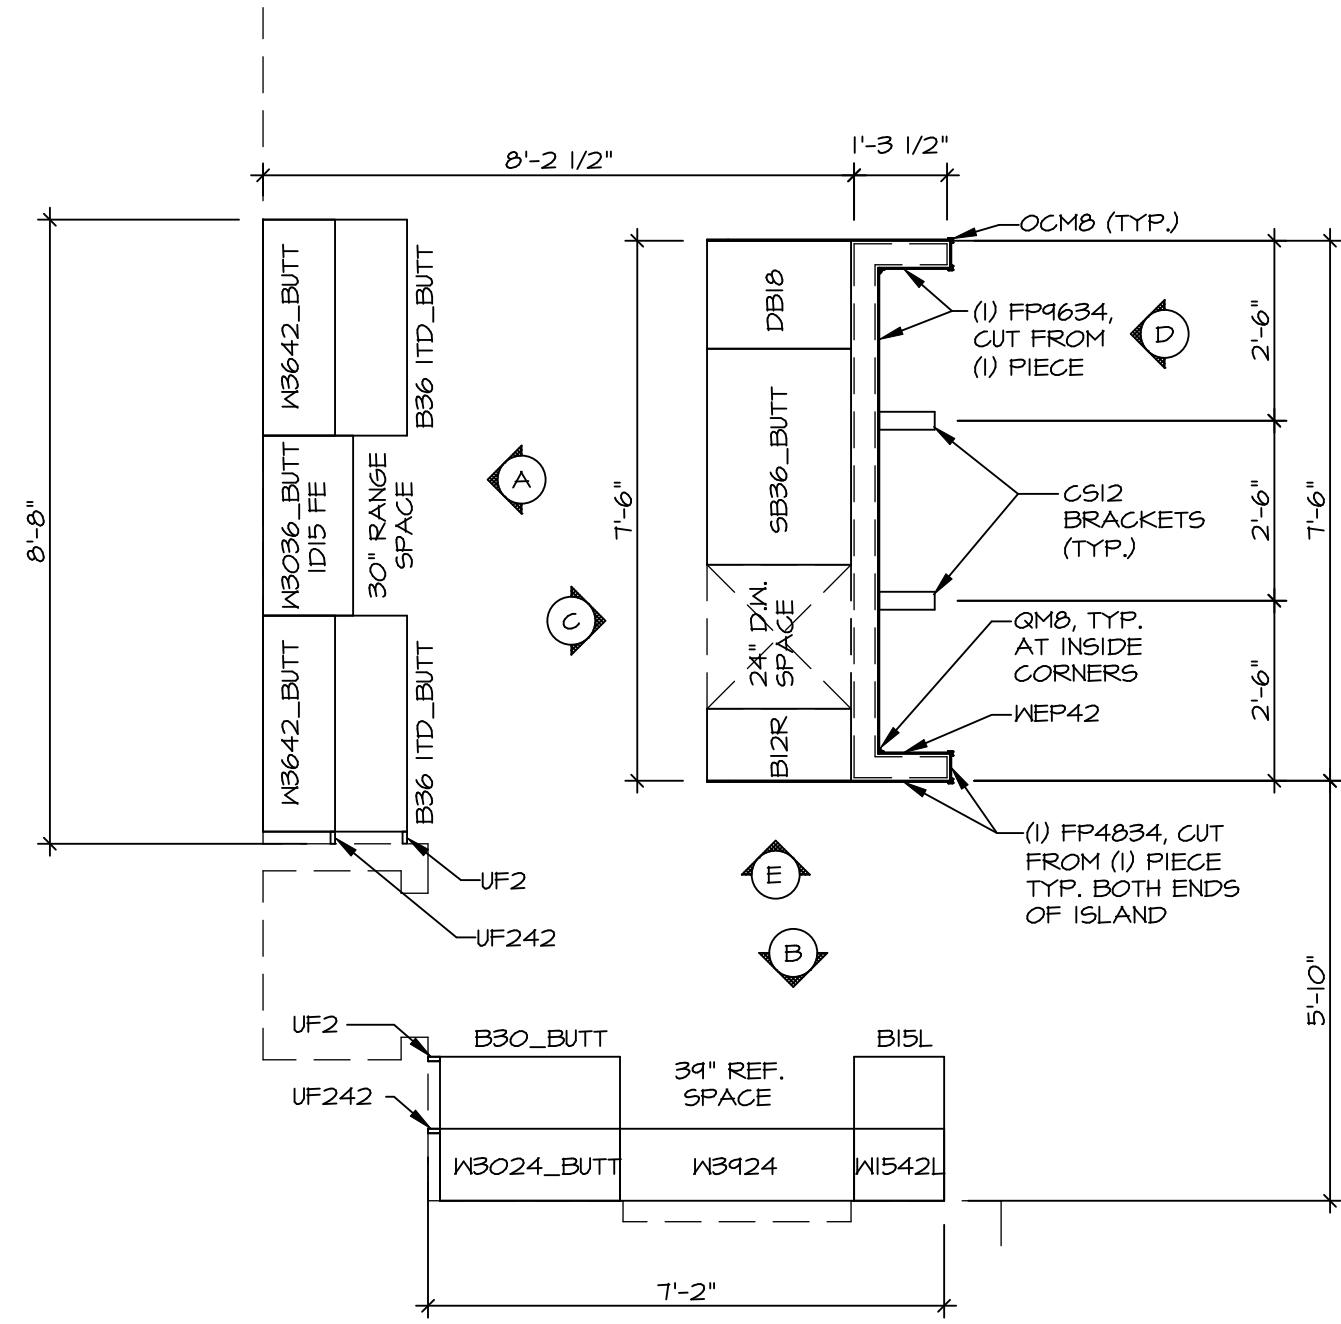 8'-2 1/2"
1'-3 1/2"
OCM8 (TYP.)
W3642_BUTT
B36 1TD_BUTT
DB18
(1) FP9634,
CUT FROM
(1) PIECE
D
2'-6"
SB36_BUTT
A
8'-8"
W3036_BUTT
1D15 FE
30" RANGE
SPACE
7'-6"
CS12
BRACKETS
(TYP.)
2'-6"
7'-6"
C
24" D.W.
SPACE
QM8, TYP.
AT INSIDE
CORNERS
2'-6"
W3642_BUTT
B36 1TD_BUTT
B12R
WEP42
(1) FP4834, CUT
FROM (1) PIECE
TYP. BOTH ENDS
OF ISLAND
UF2
E
UF242
B
5'-10"
UF2
B30_BUTT
B15L
39" REF.
SPACE
UF242
W3024_BUTT
W3924
W1542L
7'-2"